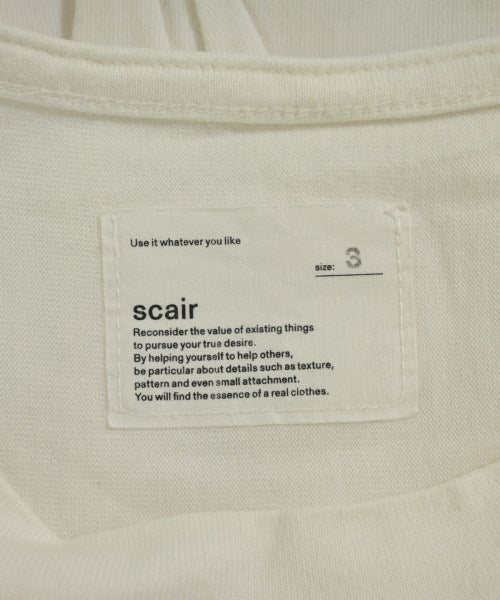 Use it whatever you like
size: 3
scair
Reconsider the value of existing things
to pursue your true desire.
By helping yourself to help others,
be particular about details such as texture,
pattern and even small attachment.
You will find the essence of a real clothes.